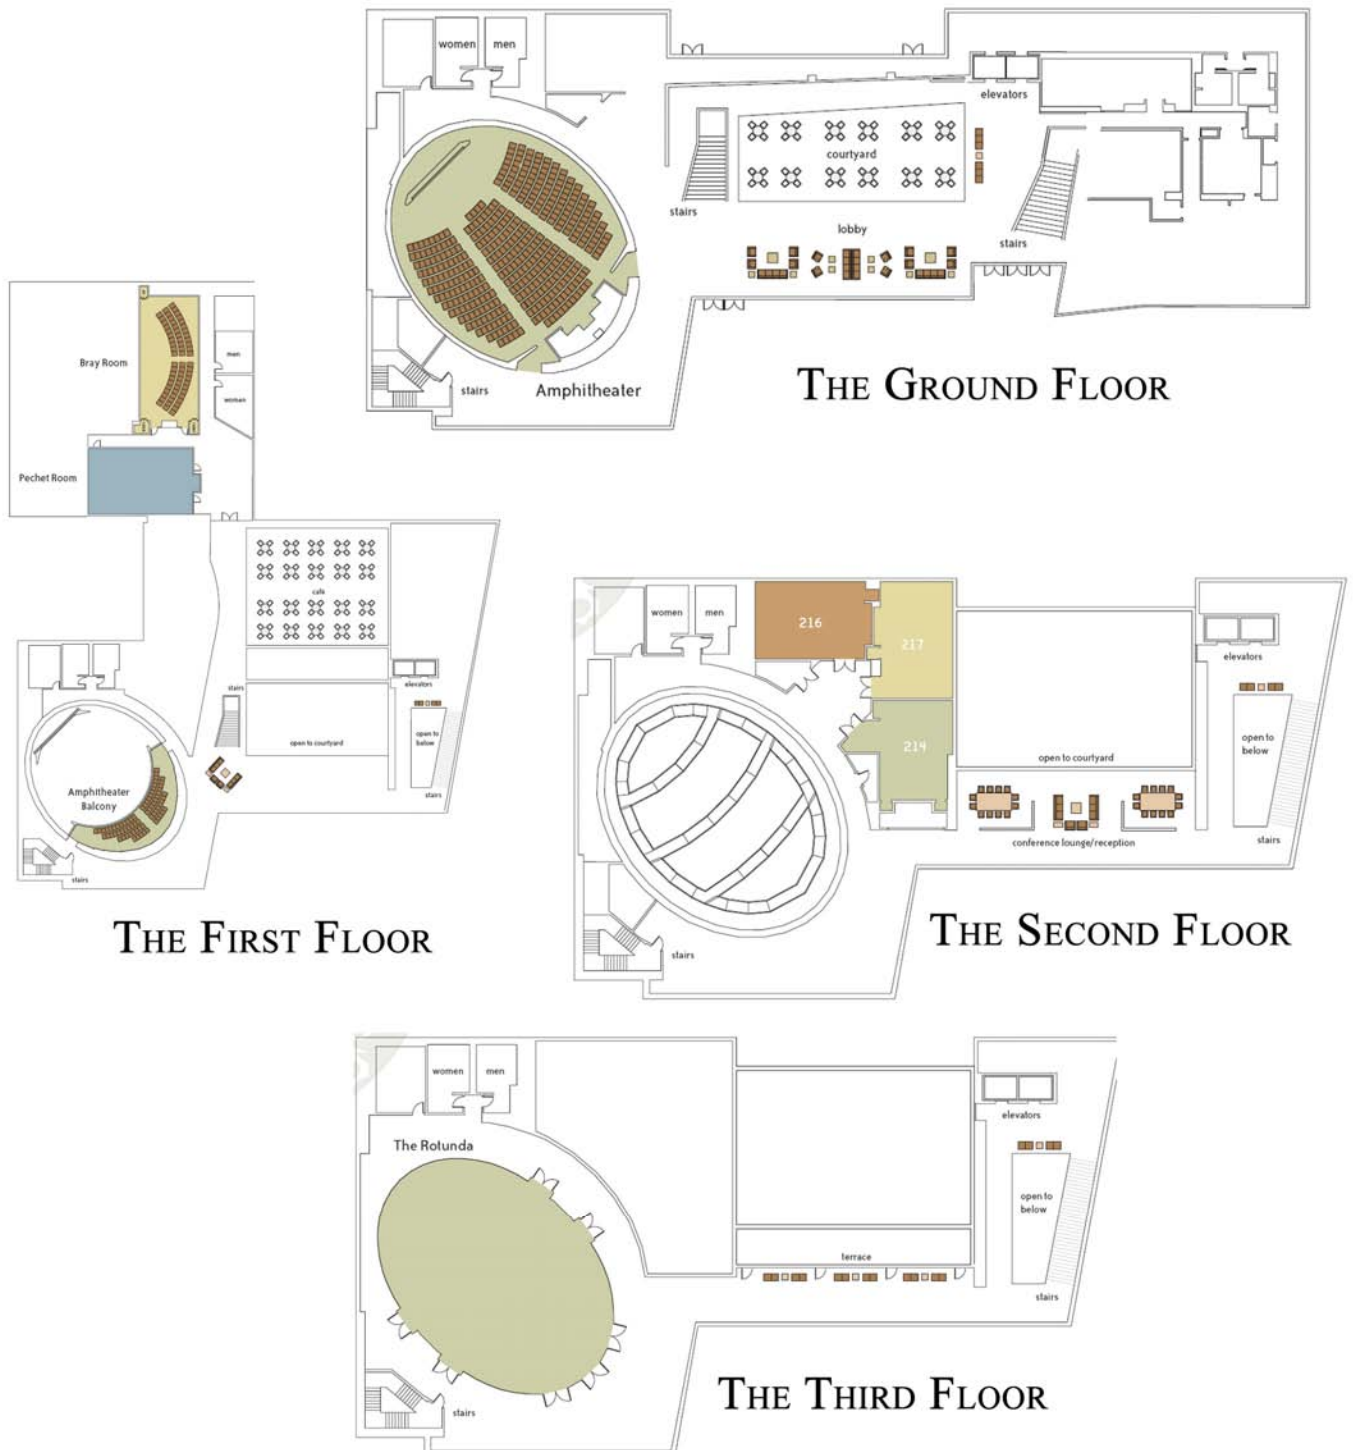 women
men
elevators
courtyard
stairs
lobby
stairs
stairs
Amphitheater
THE GROUND FLOOR
Bray Room
men
women
Pechet Room
café
stairs
elevators
open to
below
open to courtyard
Amphitheater
Balcony
stairs
stairs
THE FIRST FLOOR
women
men
216
217
elevators
214
open to
below
open to courtyard
conference lounge/reception
stairs
stairs
THE SECOND FLOOR
women
men
elevators
The Rotunda
open to
below
terrace
stairs
stairs
THE THIRD FLOOR